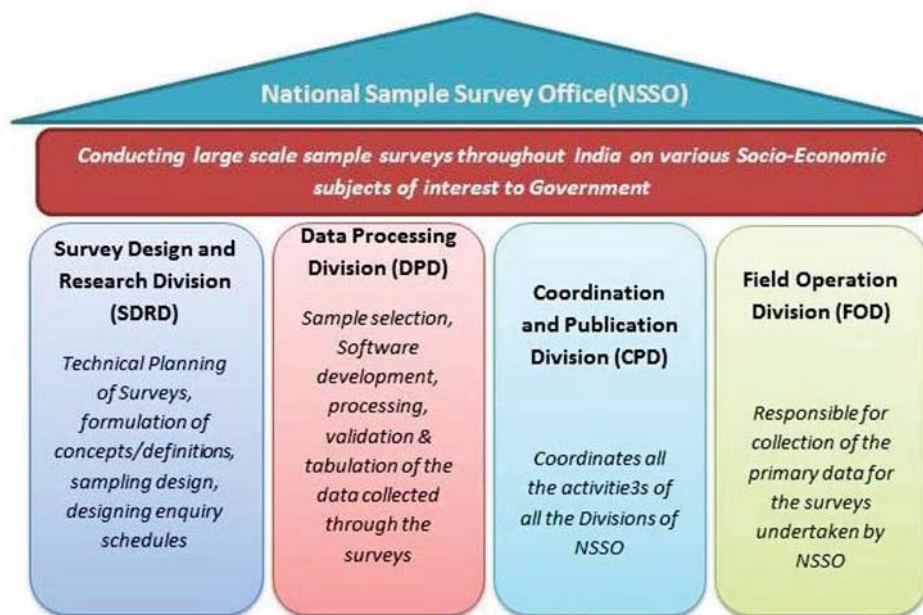 National Sample Survey Office(NSSO)
Conducting large scale sample surveys throughout India on various Socio-Economic
subjects of interest to Government
Survey Design and
Research Division
(SDRD)
Technical Planning
of Surveys,
formulation of
concepts/definitions,
sampling design,
designing enquiry
schedules
Data Processing
Division (DPD)
Sample selection,
Software
development,
processing,
validation &
tabulation of the
data collected
through the
surveys
Coordination
and Publication
Division (CPD)
Coordinates all
the activitie3s of
all the Divisions of
NSSO
Field Operation
Division (FOD)
Responsible for
collection of the
primary data for
the surveys
undertaken by
NSSO